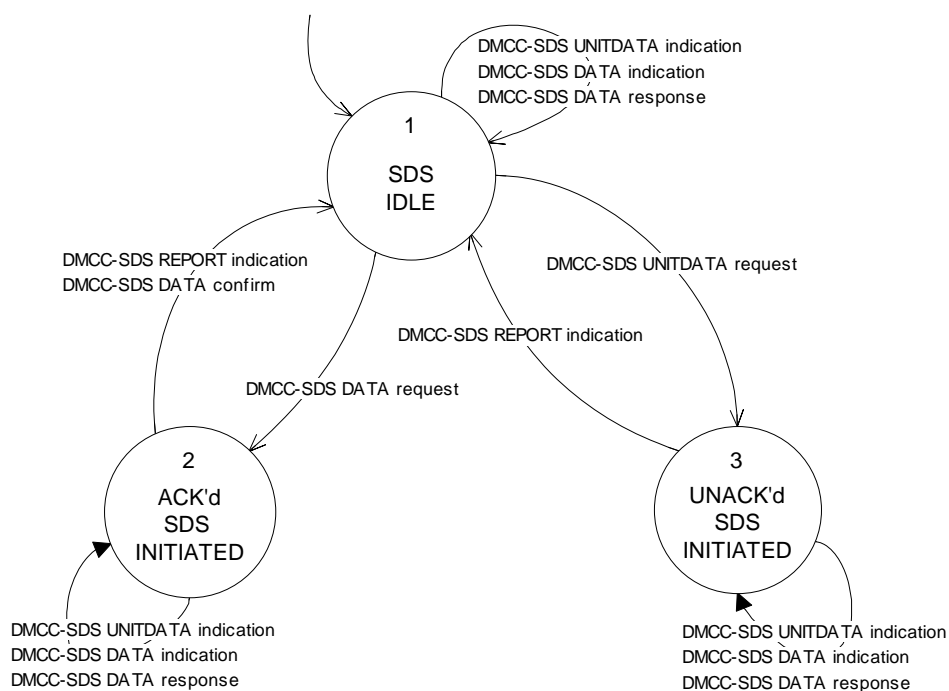 DMCC-SDS UNITDATA indication
DMCC-SDS DATA indication
DMCC-SDS DATA response
1
SDS
IDLE
DMCC-SDS REPORT indication
DMCC-SDS DATA confirm
DMCC-SDS UNITDATA request
DMCC-SDS REPORT indication
DMCC-SDS DATA request
2
ACK'd
SDS
INITIATED
3
UNACK'd
SDS
INITIATED
DMCC-SDS UNITDATA indication
DMCC-SDS DATA indication
DMCC-SDS DATA response
DMCC-SDS UNITDATA indication
DMCC-SDS DATA indication
DMCC-SDS DATA response